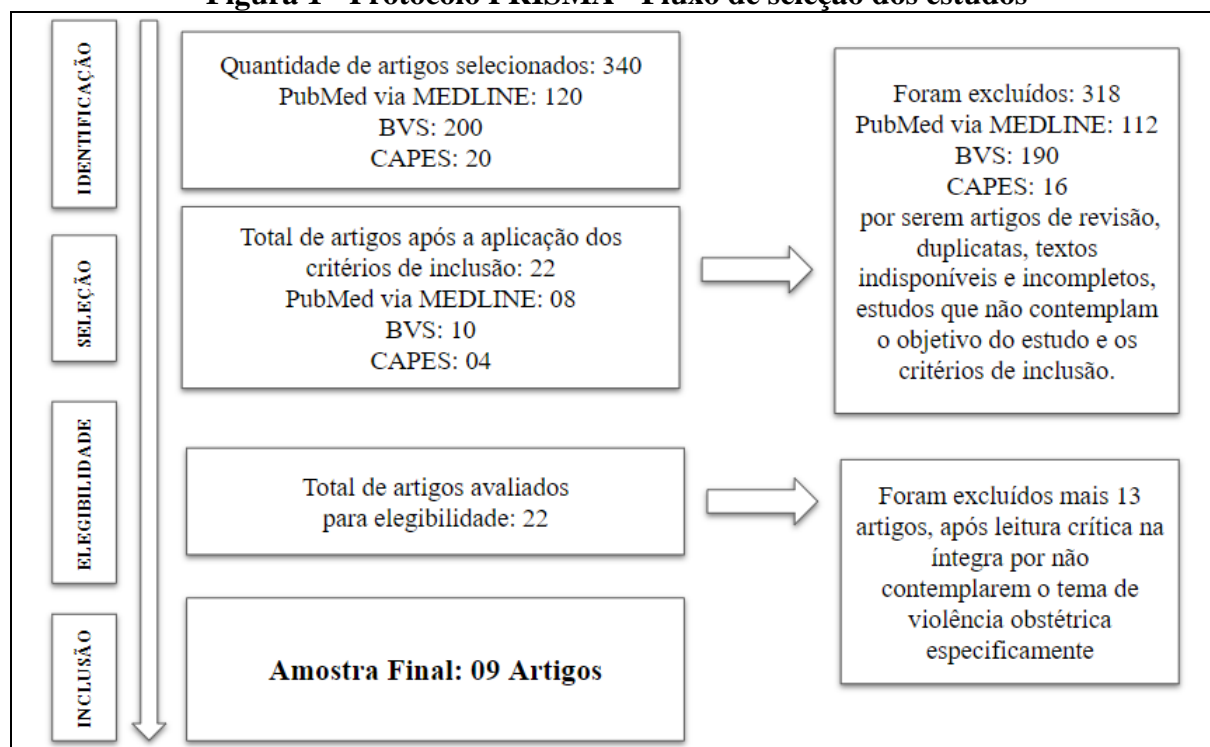 Figura 1 - Protocolo PRISMA - Fluxo de seleção dos estudos
IDENTIFICAÇÃO
Quantidade de artigos selecionados: 340
PubMed via MEDLINE: 120
BVS: 200
CAPES: 20
Foram excluídos: 318
PubMed via MEDLINE: 112
BVS: 190
CAPES: 16
por serem artigos de revisão,
duplicatas, textos
indisponíveis e incompletos,
estudos que não contemplam
o objetivo do estudo e os
critérios de inclusão.
SELEÇÃO
Total de artigos após a aplicação dos
critérios de inclusão: 22
PubMed via MEDLINE: 08
BVS: 10
CAPES: 04
ELEGIBILIDADE
Total de artigos avaliados
para elegibilidade: 22
Foram excluídos mais 13
artigos, após leitura crítica na
íntegra por não
contemplarem o tema de
violência obstétrica
especificamente
INCLUSÃO
Amostra Final: 09 Artigos